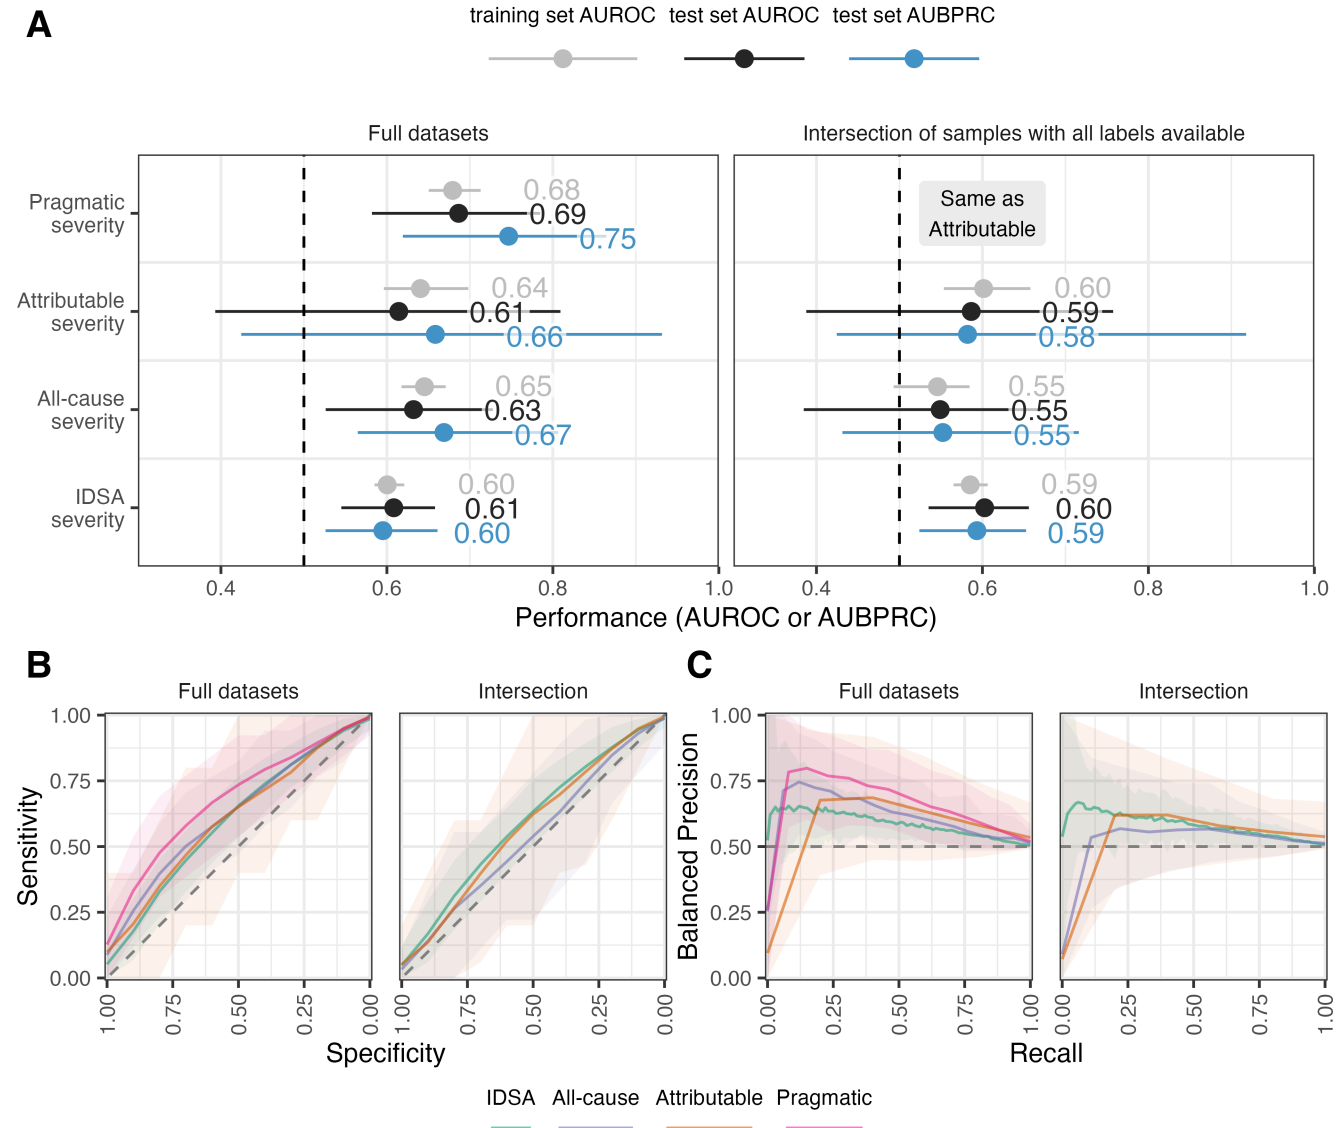 A
training set AUROC test set AUROC test set AUBPRC
Full datasets
Intersection of samples with all labels available
Pragmatic
severity
Attributable
severity
All-cause
severity
IDSA
severity
0.68
0.69
0.75
0.64
0.61
0.66
0.65
0.63
0.67
0.60
0.61
0.60
Same as
Attributable
0.60
0.59
0.58
0.55
0.55
0.55
0.59
0.60
0.59
0.4 0.6 0.8 1.0
0.4 0.6 0.8 1.0
Performance (AUROC or AUBPRC)
B
Full datasets
Intersection
Sensitivity
1.00
0.75
0.50
0.25
0.00
1.00 0.75 0.50 0.25 0.00
1.00 0.75 0.50 0.25 0.00
Specificity
C
Full datasets
Intersection
Balanced Precision
1.00
0.75
0.50
0.25
0.00
0.00 0.25 0.50 0.75 1.00
0.00 0.25 0.50 0.75 1.00
Recall
IDSA All-cause Attributable Pragmatic